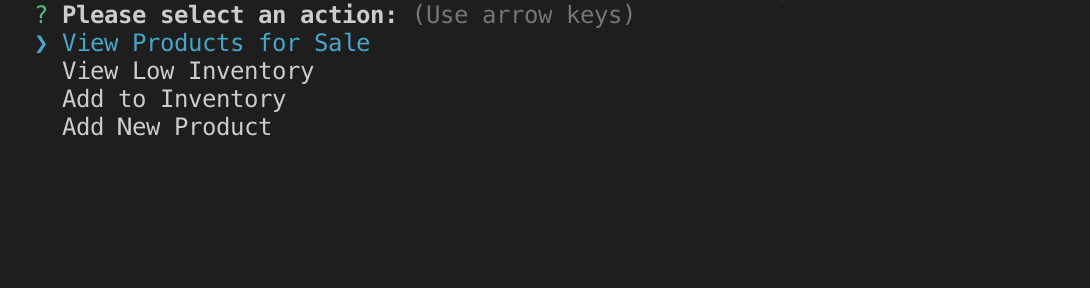 ? Please select an action: (Use arrow keys)
❯ View Products for Sale
View Low Inventory
Add to Inventory
Add New Product